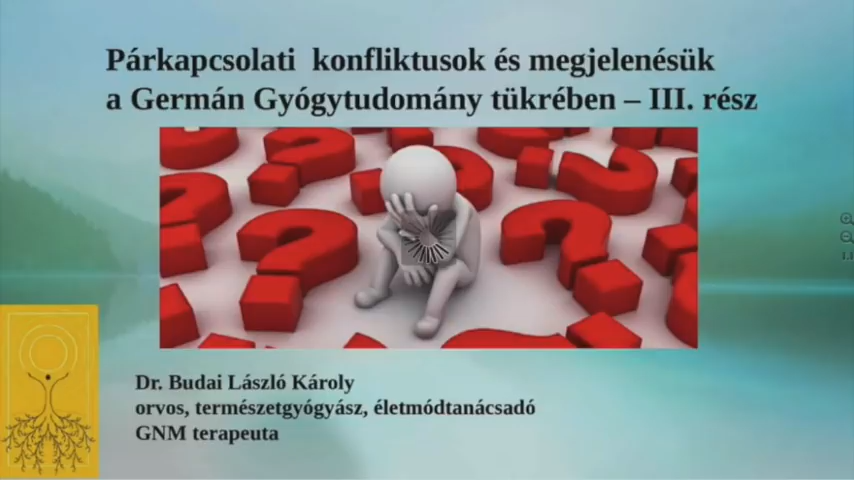 Párkapcsolati konfliktusok és megjelenésük
a Germán Gyógytudomány tükrében – III. rész
Dr. Budai László Károly
orvos, természetgyógyász, életmódtanácsadó
GNM terapeuta